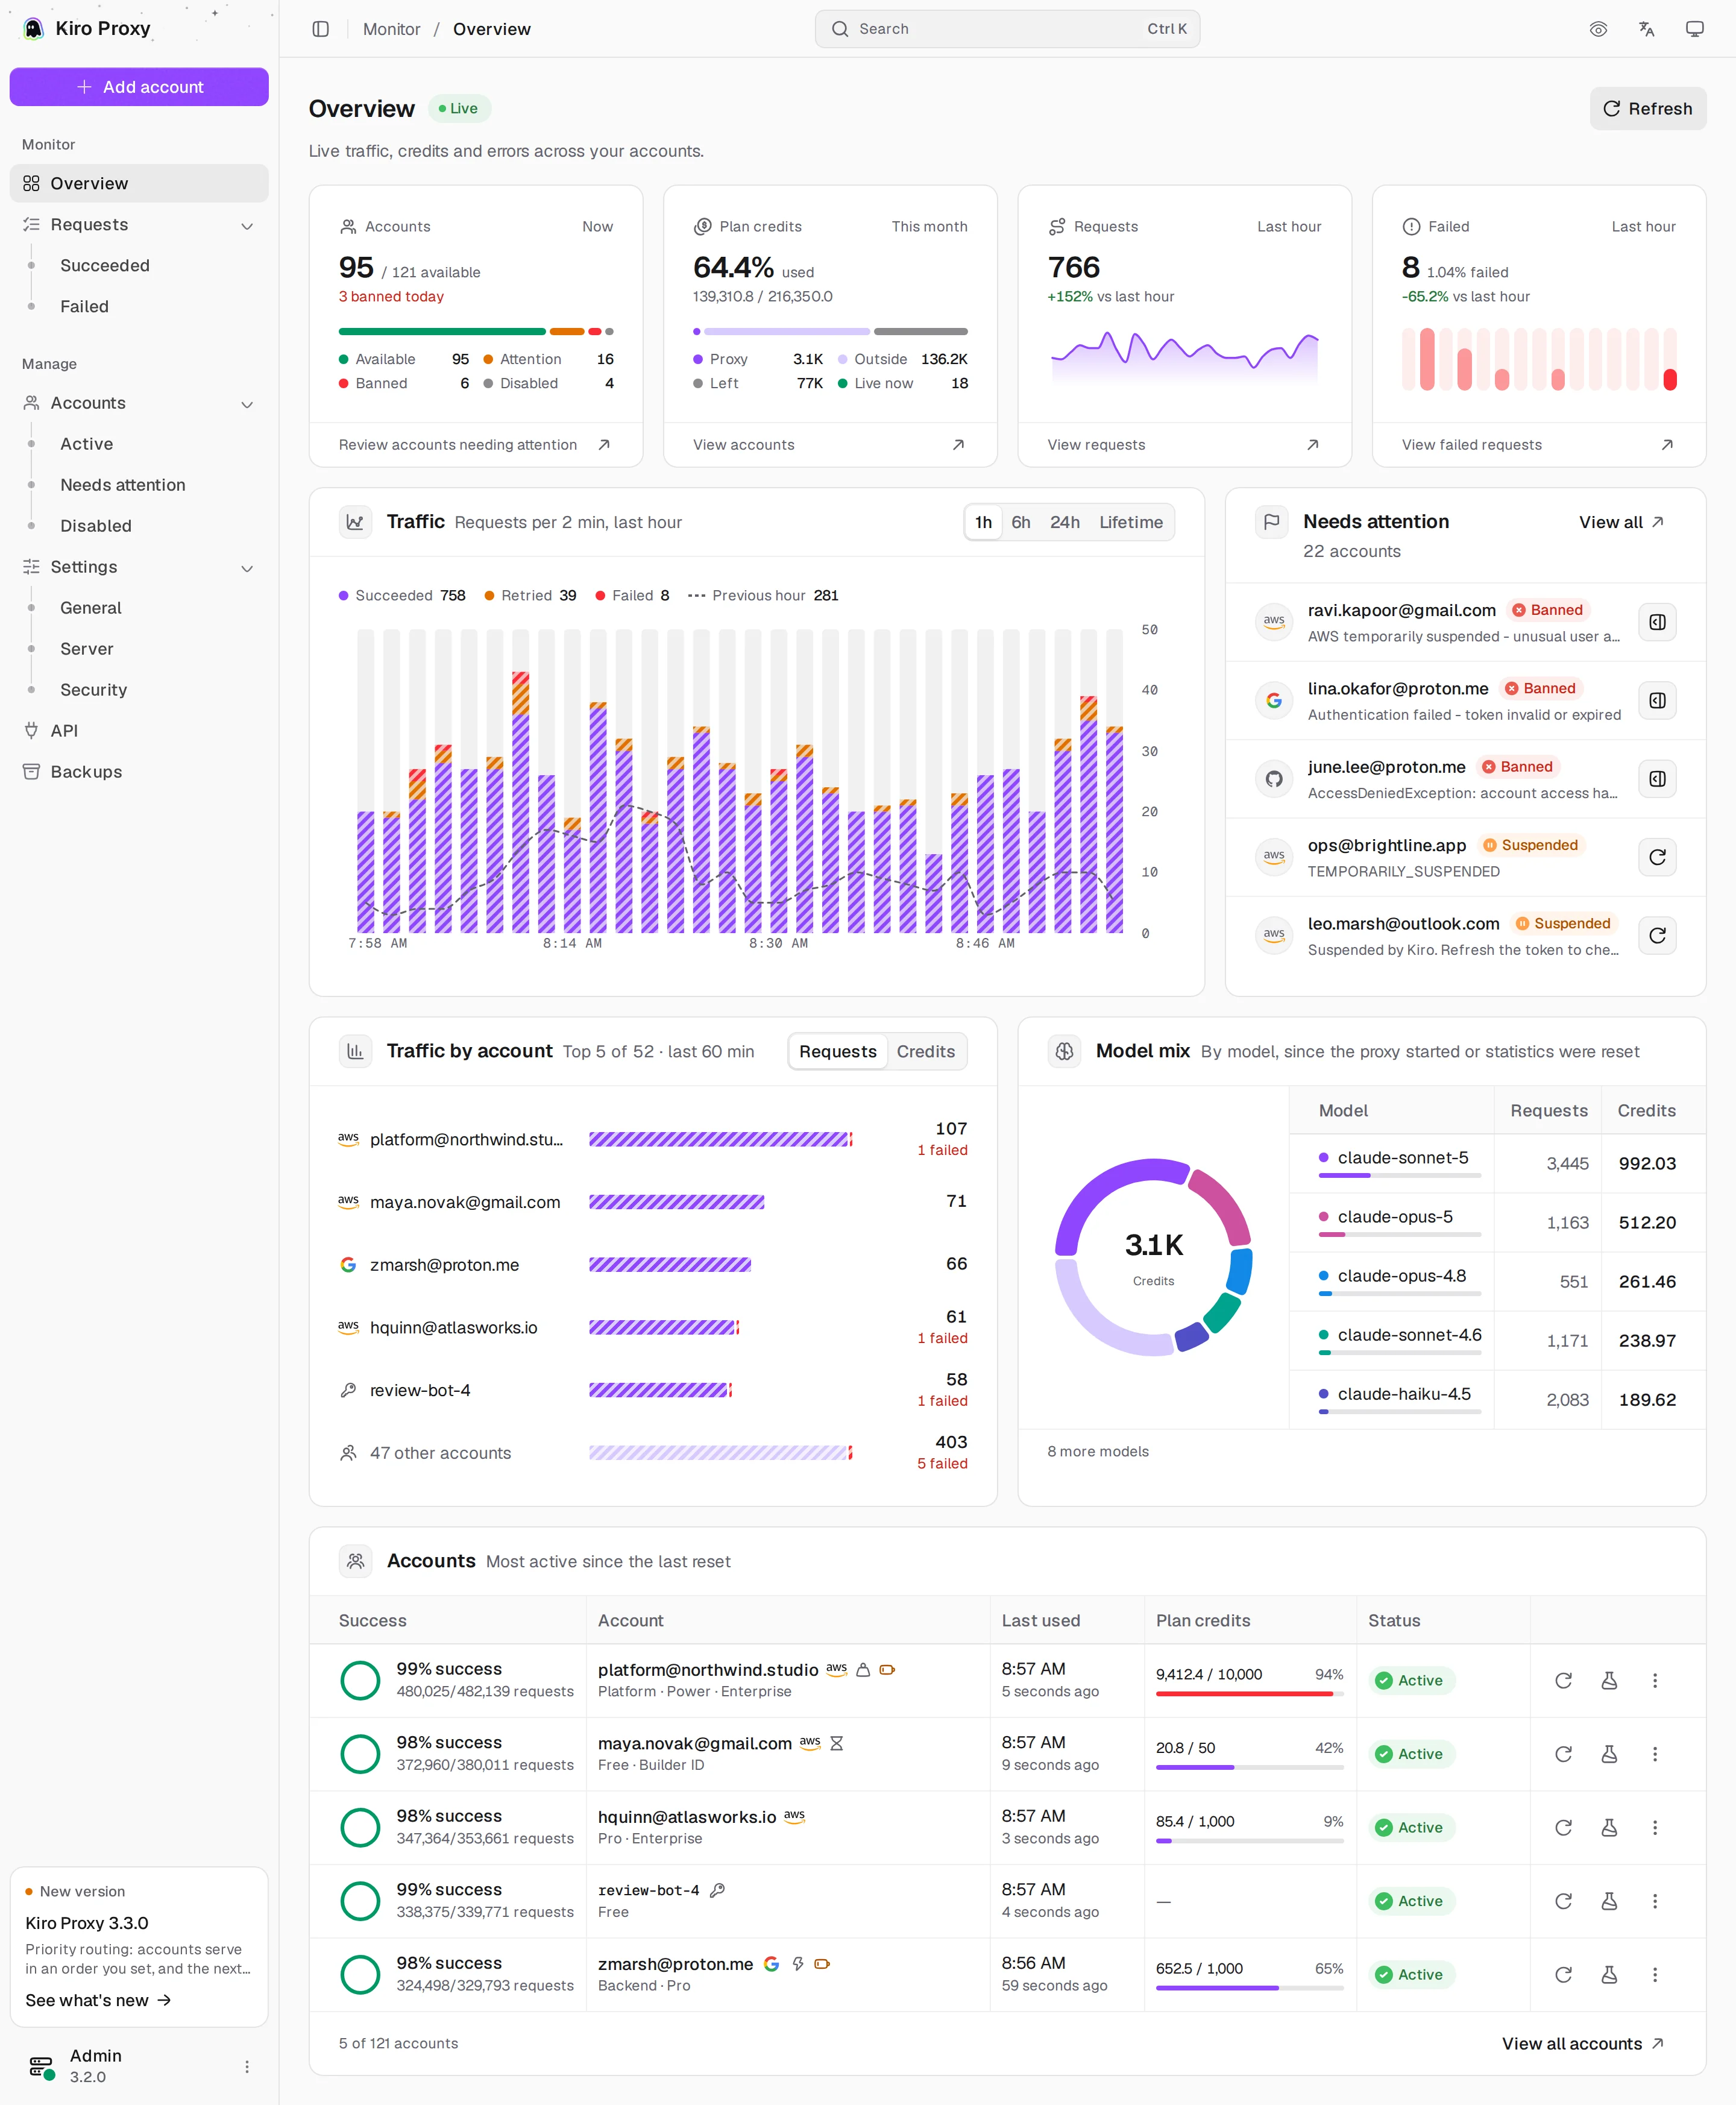 Kiro Proxy
Add account
Monitor
Overview
Requests
Succeeded
Failed
Manage
Accounts
Active
Needs attention
Disabled
Settings
General
Server
Security
API
Backups
New version
Kiro Proxy 3.3.0
Priority routing: accounts serve
in an order you set, and the next...
See what's new
Admin
3.2.0
Monitor / Overview
Search Ctrl K
Overview Live
Refresh
Live traffic, credits and errors across your accounts.
Accounts Now
95 / 121 available
3 banned today
Available 95 Attention 16
Banned 6 Disabled 4
Review accounts needing attention
Plan credits This month
64.4% used
139,310.8 / 216,350.0
Proxy 3.1K Outside 136.2K
Left 77K Live now 18
View accounts
Requests Last hour
766
+152% vs last hour
View requests
Failed Last hour
8 1.04% failed
-65.2% vs last hour
View failed requests
Traffic Requests per 2 min, last hour
1h 6h 24h Lifetime
Succeeded 758 Retried 39 Failed 8 Previous hour 281
50
40
30
20
10
0
7:58 AM 8:14 AM 8:30 AM 8:46 AM
Needs attention View all
22 accounts
aws ravi.kapoor@gmail.com Banned
AWS temporarily suspended - unusual user a...
lina.okafor@proton.me Banned
Authentication failed - token invalid or expired
june.lee@proton.me Banned
AccessDeniedException: account access ha...
aws ops@brightline.app Suspended
TEMPORARILY_SUSPENDED
aws leo.marsh@outlook.com Suspended
Suspended by Kiro. Refresh the token to che...
Traffic by account Top 5 of 52 · last 60 min
Requests Credits
aws platform@northwind.stu... 107
1 failed
aws maya.novak@gmail.com 71
zmarsh@proton.me 66
aws hquinn@atlasworks.io 61
1 failed
review-bot-4 58
1 failed
47 other accounts 403
5 failed
Model mix By model, since the proxy started or statistics were reset
3.1K
Credits
Model Requests Credits
claude-sonnet-5 3,445 992.03
claude-opus-5 1,163 512.20
claude-opus-4.8 551 261.46
claude-sonnet-4.6 1,171 238.97
claude-haiku-4.5 2,083 189.62
8 more models
Accounts Most active since the last reset
Success Account Last used Plan credits Status
99% success platform@northwind.studio aws 8:57 AM 9,412.4 / 10,000 94% Active
480,025/482,139 requests Platform · Power · Enterprise 5 seconds ago
98% success maya.novak@gmail.com aws 8:57 AM 20.8 / 50 42% Active
372,960/380,011 requests Free · Builder ID 9 seconds ago
98% success hquinn@atlasworks.io aws 8:57 AM 85.4 / 1,000 9% Active
347,364/353,661 requests Pro · Enterprise 3 seconds ago
99% success review-bot-4 8:57 AM — Active
338,375/339,771 requests Free 4 seconds ago
98% success zmarsh@proton.me 8:56 AM 652.5 / 1,000 65% Active
324,498/329,793 requests Backend · Pro 59 seconds ago
5 of 121 accounts View all accounts